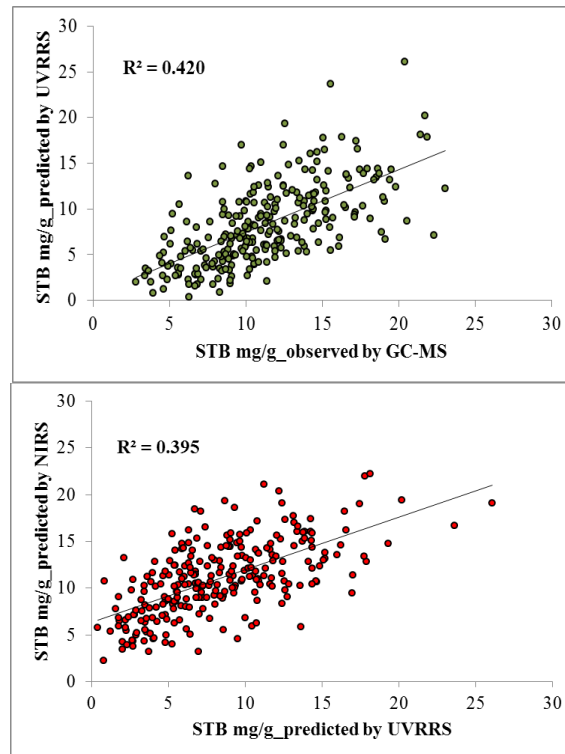 30
25
20
15
10
5
0
STB mg/g_predicted by UVRRS
R² = 0.420
0 5 10 15 20 25 30
STB mg/g_observed by GC-MS
30
25
20
15
10
5
0
STB mg/g_predicted by NIRS
R² = 0.395
0 5 10 15 20 25 30
STB mg/g_predicted by UVRRS